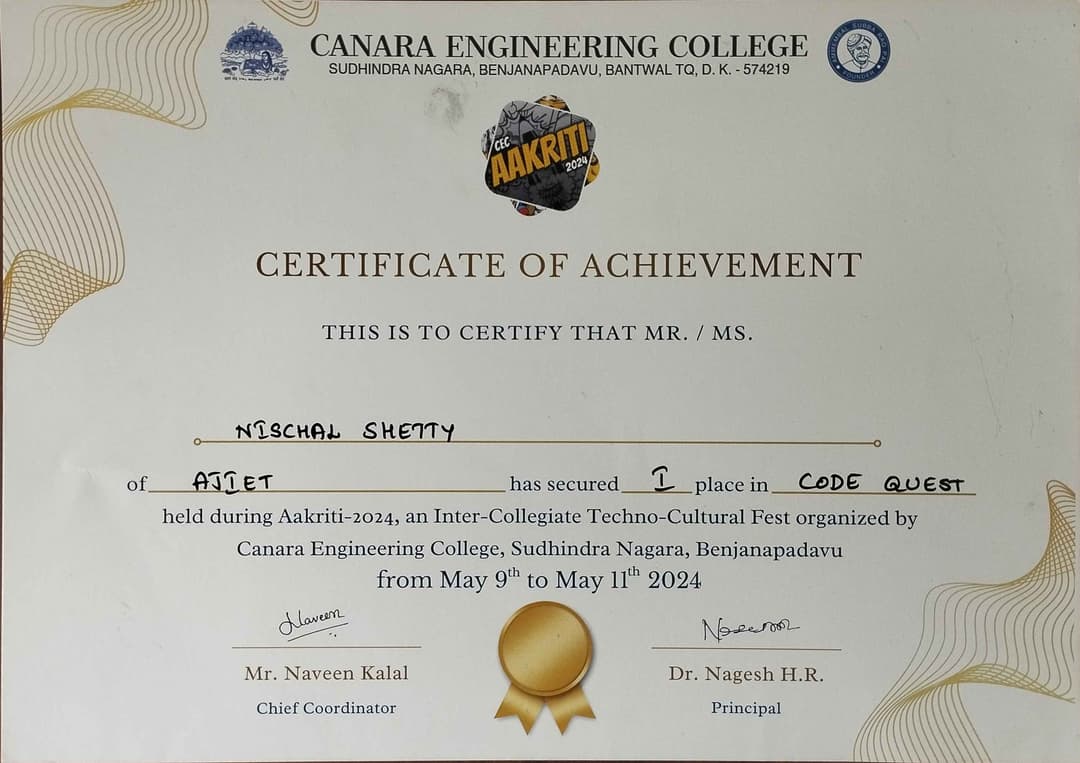 CANARA ENGINEERING COLLEGE
SUDHINDRA NAGARA, BENJANAPADAVU, BANTWAL TQ, D. K. - 574219
FOUNDER
CEC
AAKRITI
2024
CERTIFICATE OF ACHIEVEMENT
THIS IS TO CERTIFY THAT MR. / MS.
NISCHAL SHETTY
of AJIET has secured I place in CODE QUEST
held during Aakriti-2024, an Inter-Collegiate Techno-Cultural Fest organized by
Canara Engineering College, Sudhindra Nagara, Benjanapadavu
from May 9th to May 11th 2024
Naveen
Mr. Naveen Kalal
Dr. Nagesh H.R.
Chief Coordinator
Principal